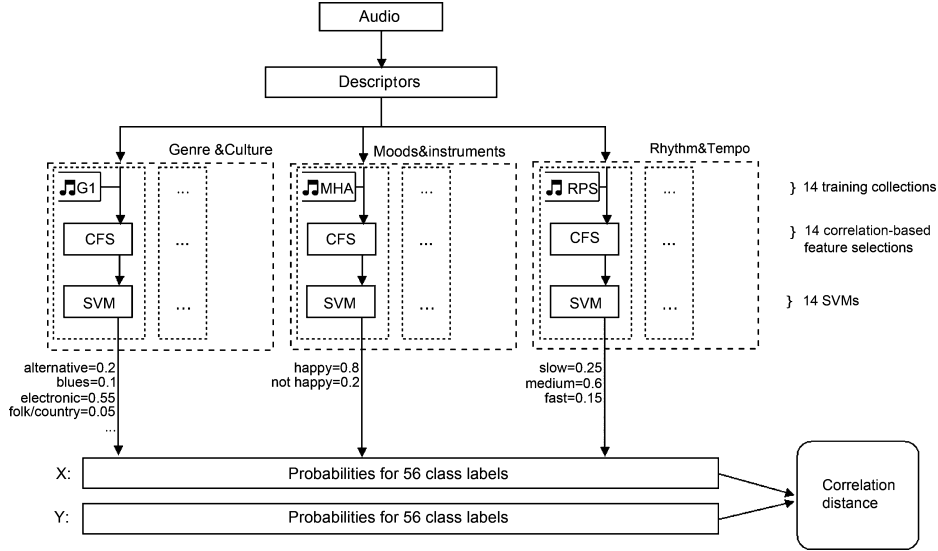 Audio
Descriptors
Genre &Culture
Moods&instruments
Rhythm&Tempo
G1
...
MHA
...
RPS
...
} 14 training collections
CFS
...
CFS
...
CFS
...
} 14 correlation-based
feature selections
SVM
...
SVM
...
SVM
...
} 14 SVMs
alternative=0.2
blues=0.1
electronic=0.55
folk/country=0.05
...
happy=0.8
not happy=0.2
slow=0.25
medium=0.6
fast=0.15
X:
Probabilities for 56 class labels
Y:
Probabilities for 56 class labels
Correlation
distance